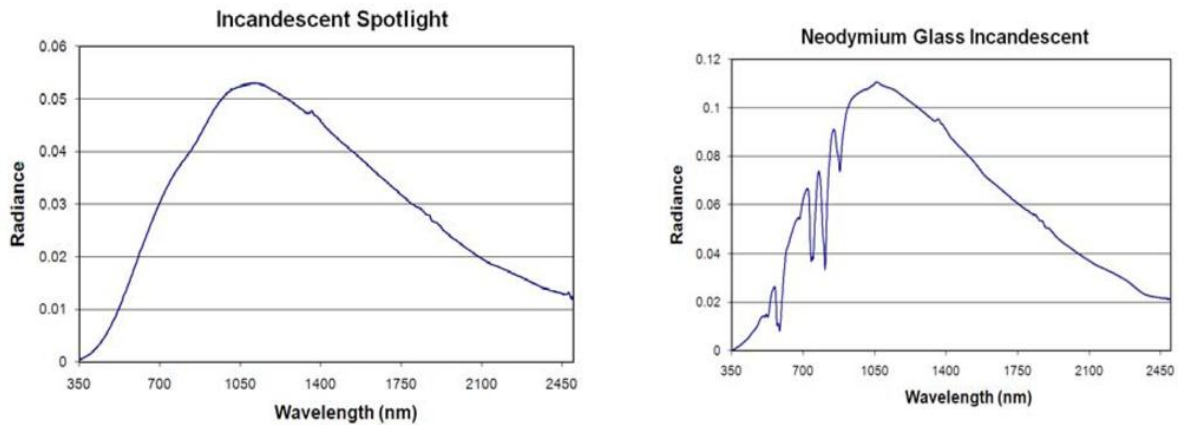 Incandescent Spotlight
0.06
0.05
0.04
0.03
0.02
0.01
0
Radiance
350 700 1050 1400 1750 2100 2450
Wavelength (nm)
Neodymium Glass Incandescent
0.12
0.1
0.08
0.06
0.04
0.02
0
Radiance
350 700 1050 1400 1750 2100 2450
Wavelength (nm)